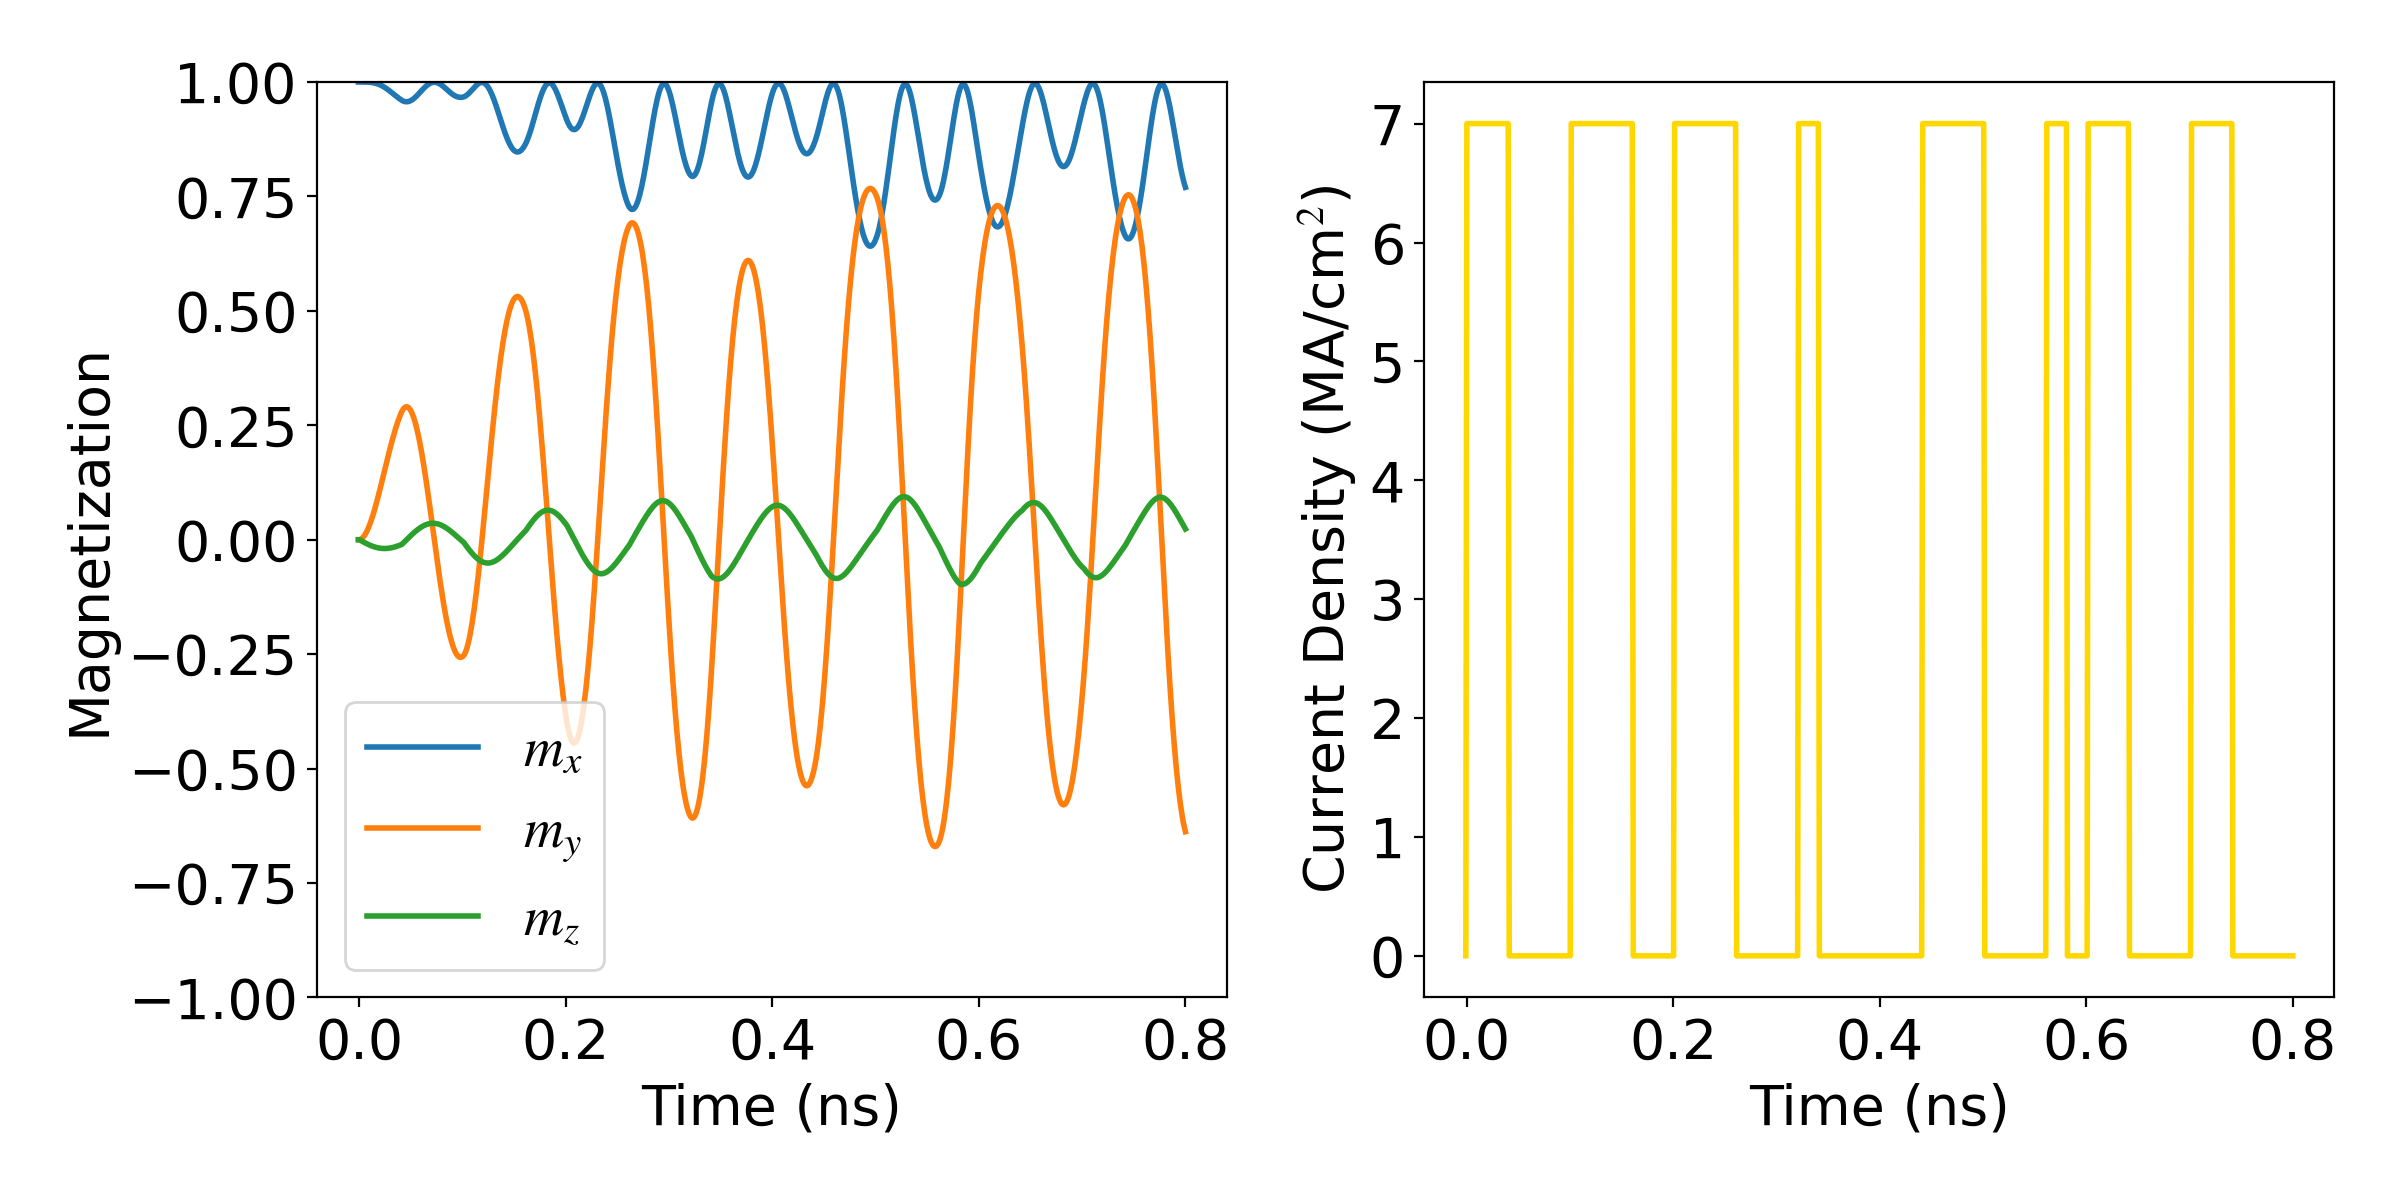 Magnetization
1.00
0.75
0.50
0.25
0.00
−0.25
−0.50
−0.75
−1.00
m_x
m_y
m_z
0.0 0.2 0.4 0.6 0.8
Time (ns)
Current Density (MA/cm²)
7
6
5
4
3
2
1
0
0.0 0.2 0.4 0.6 0.8
Time (ns)